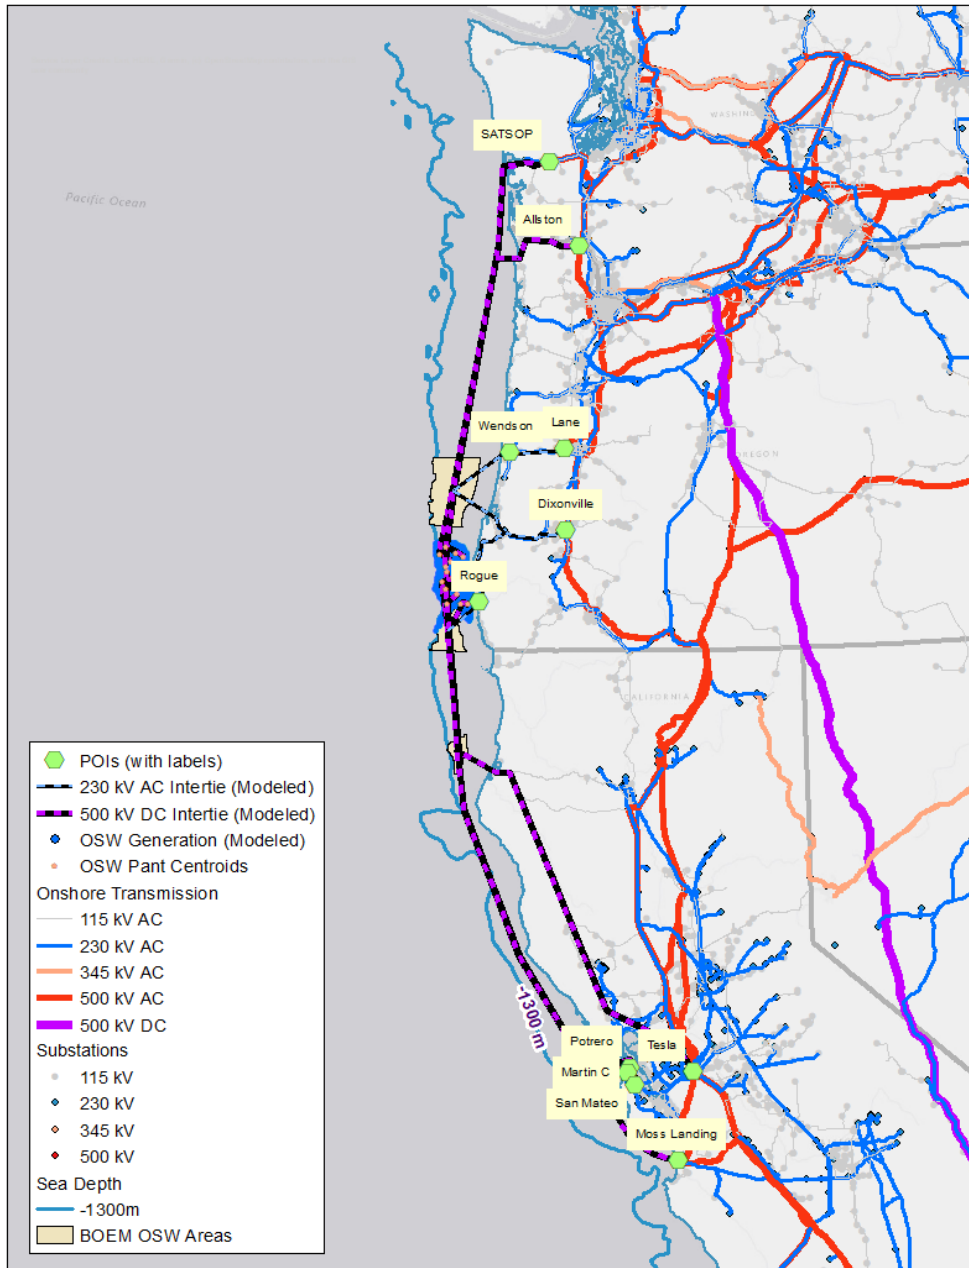 WASHIN
SATSOP
Pacific Ocean
Allston
Wendson
Lane
OREGON
Dixonville
Rogue
CALIFORNIA
POIs (with labels)
230 kV AC Intertie (Modeled)
500 kV DC Intertie (Modeled)
OSW Generation (Modeled)
OSW Pant Centroids
Onshore Transmission
115 kV AC
230 kV AC
345 kV AC
500 kV AC
500 kV DC
Substations
115 kV
230 kV
345 kV
500 kV
Sea Depth
-1300m
BOEM OSW Areas
-1300 m
Potrero
Tesla
Martin C
San Mateo
Moss Landing